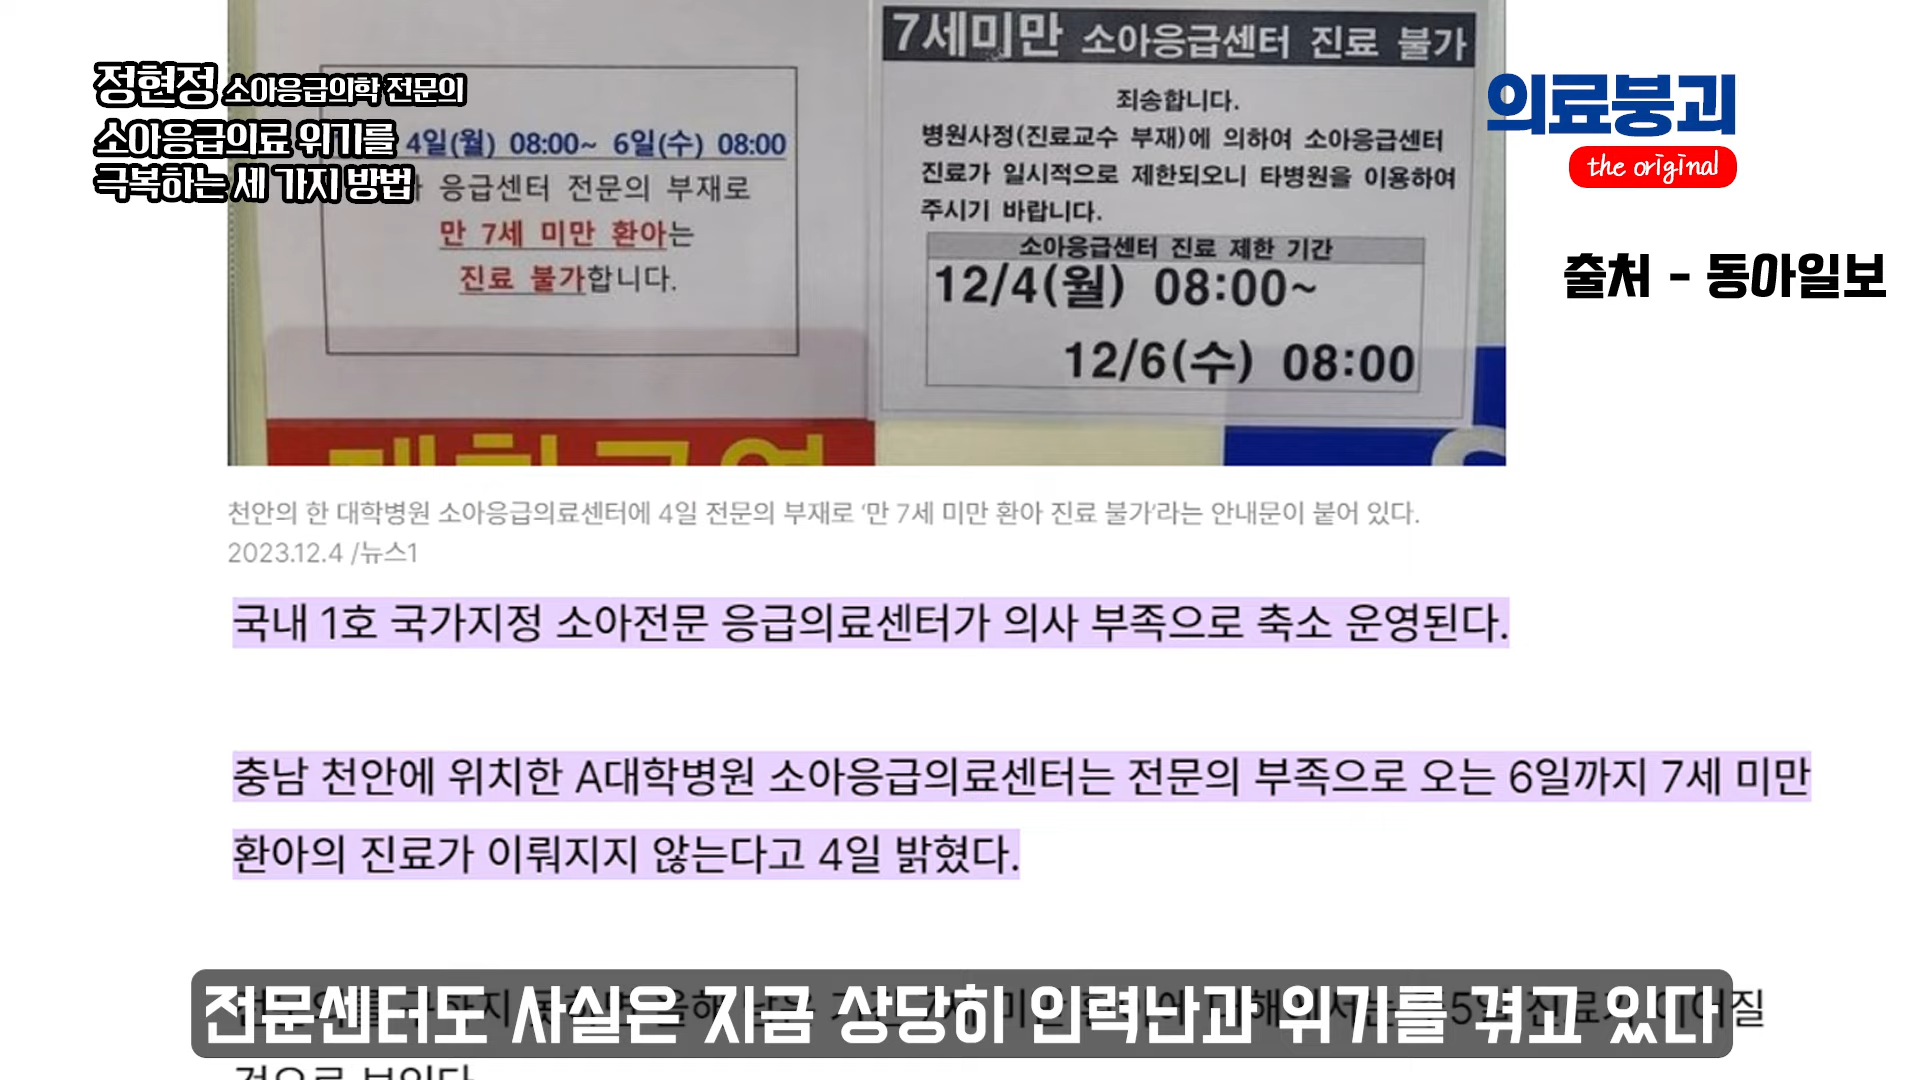 정현정 소아응급의학 전문의
소아응급의료 위기를
극복하는 세 가지 방법
의료붕괴
the original
출처 - 동아일보
4일(월) 08:00~ 6일(수) 08:00
응급센터 전문의 부재로
만 7세 미만 환아는
진료 불가합니다.
7세미만 소아응급센터 진료 불가
죄송합니다.
병원사정(진료교수 부재)에 의하여 소아응급센터
진료가 일시적으로 제한되오니 타병원을 이용하여
주시기 바랍니다.
소아응급센터 진료 제한 기간
12/4(월) 08:00~
12/6(수) 08:00
천안의 한 대학병원 소아응급의료센터에 4일 전문의 부재로 ‘만 7세 미만 환아 진료 불가’라는 안내문이 붙어 있다.
2023.12.4 /뉴스1
국내 1호 국가지정 소아전문 응급의료센터가 의사 부족으로 축소 운영된다.
충남 천안에 위치한 A대학병원 소아응급의료센터는 전문의 부족으로 오는 6일까지 7세 미만
환아의 진료가 이뤄지지 않는다고 4일 밝혔다.
전문센터도 사실은 지금 상당히 인력난과 위기를 겪고 있다